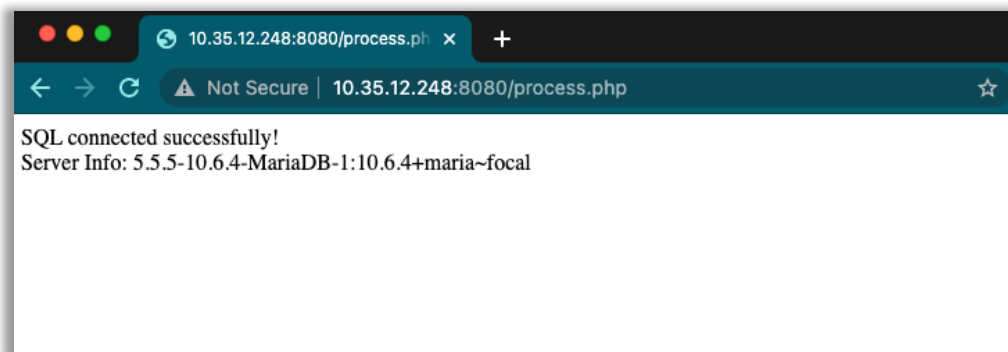 10.35.12.248:8080/process.ph
Not Secure | 10.35.12.248:8080/process.php
SQL connected successfully!
Server Info: 5.5.5-10.6.4-MariaDB-1:10.6.4+maria~focal